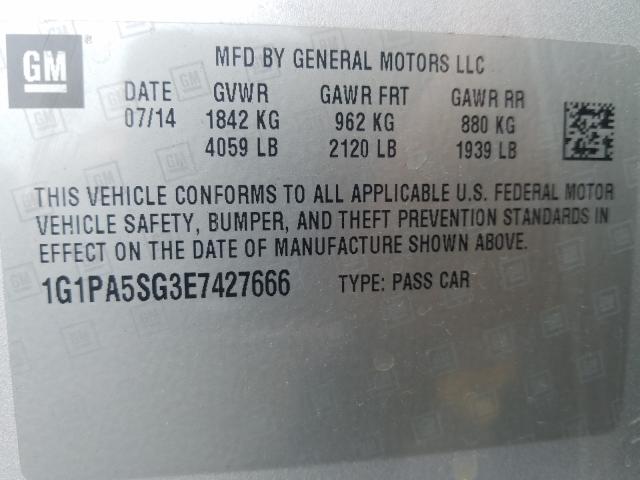 GM
MFD BY GENERAL MOTORS LLC
DATE GVWR GAWR FRT GAWR RR
07/14 1842 KG 962 KG 880 KG
4059 LB 2120 LB 1939 LB
THIS VEHICLE CONFORMS TO ALL APPLICABLE U.S. FEDERAL MOTOR
VEHICLE SAFETY, BUMPER, AND THEFT PREVENTION STANDARDS IN
EFFECT ON THE DATE OF MANUFACTURE SHOWN ABOVE.
1G1PA5SG3E7427666 TYPE: PASS CAR